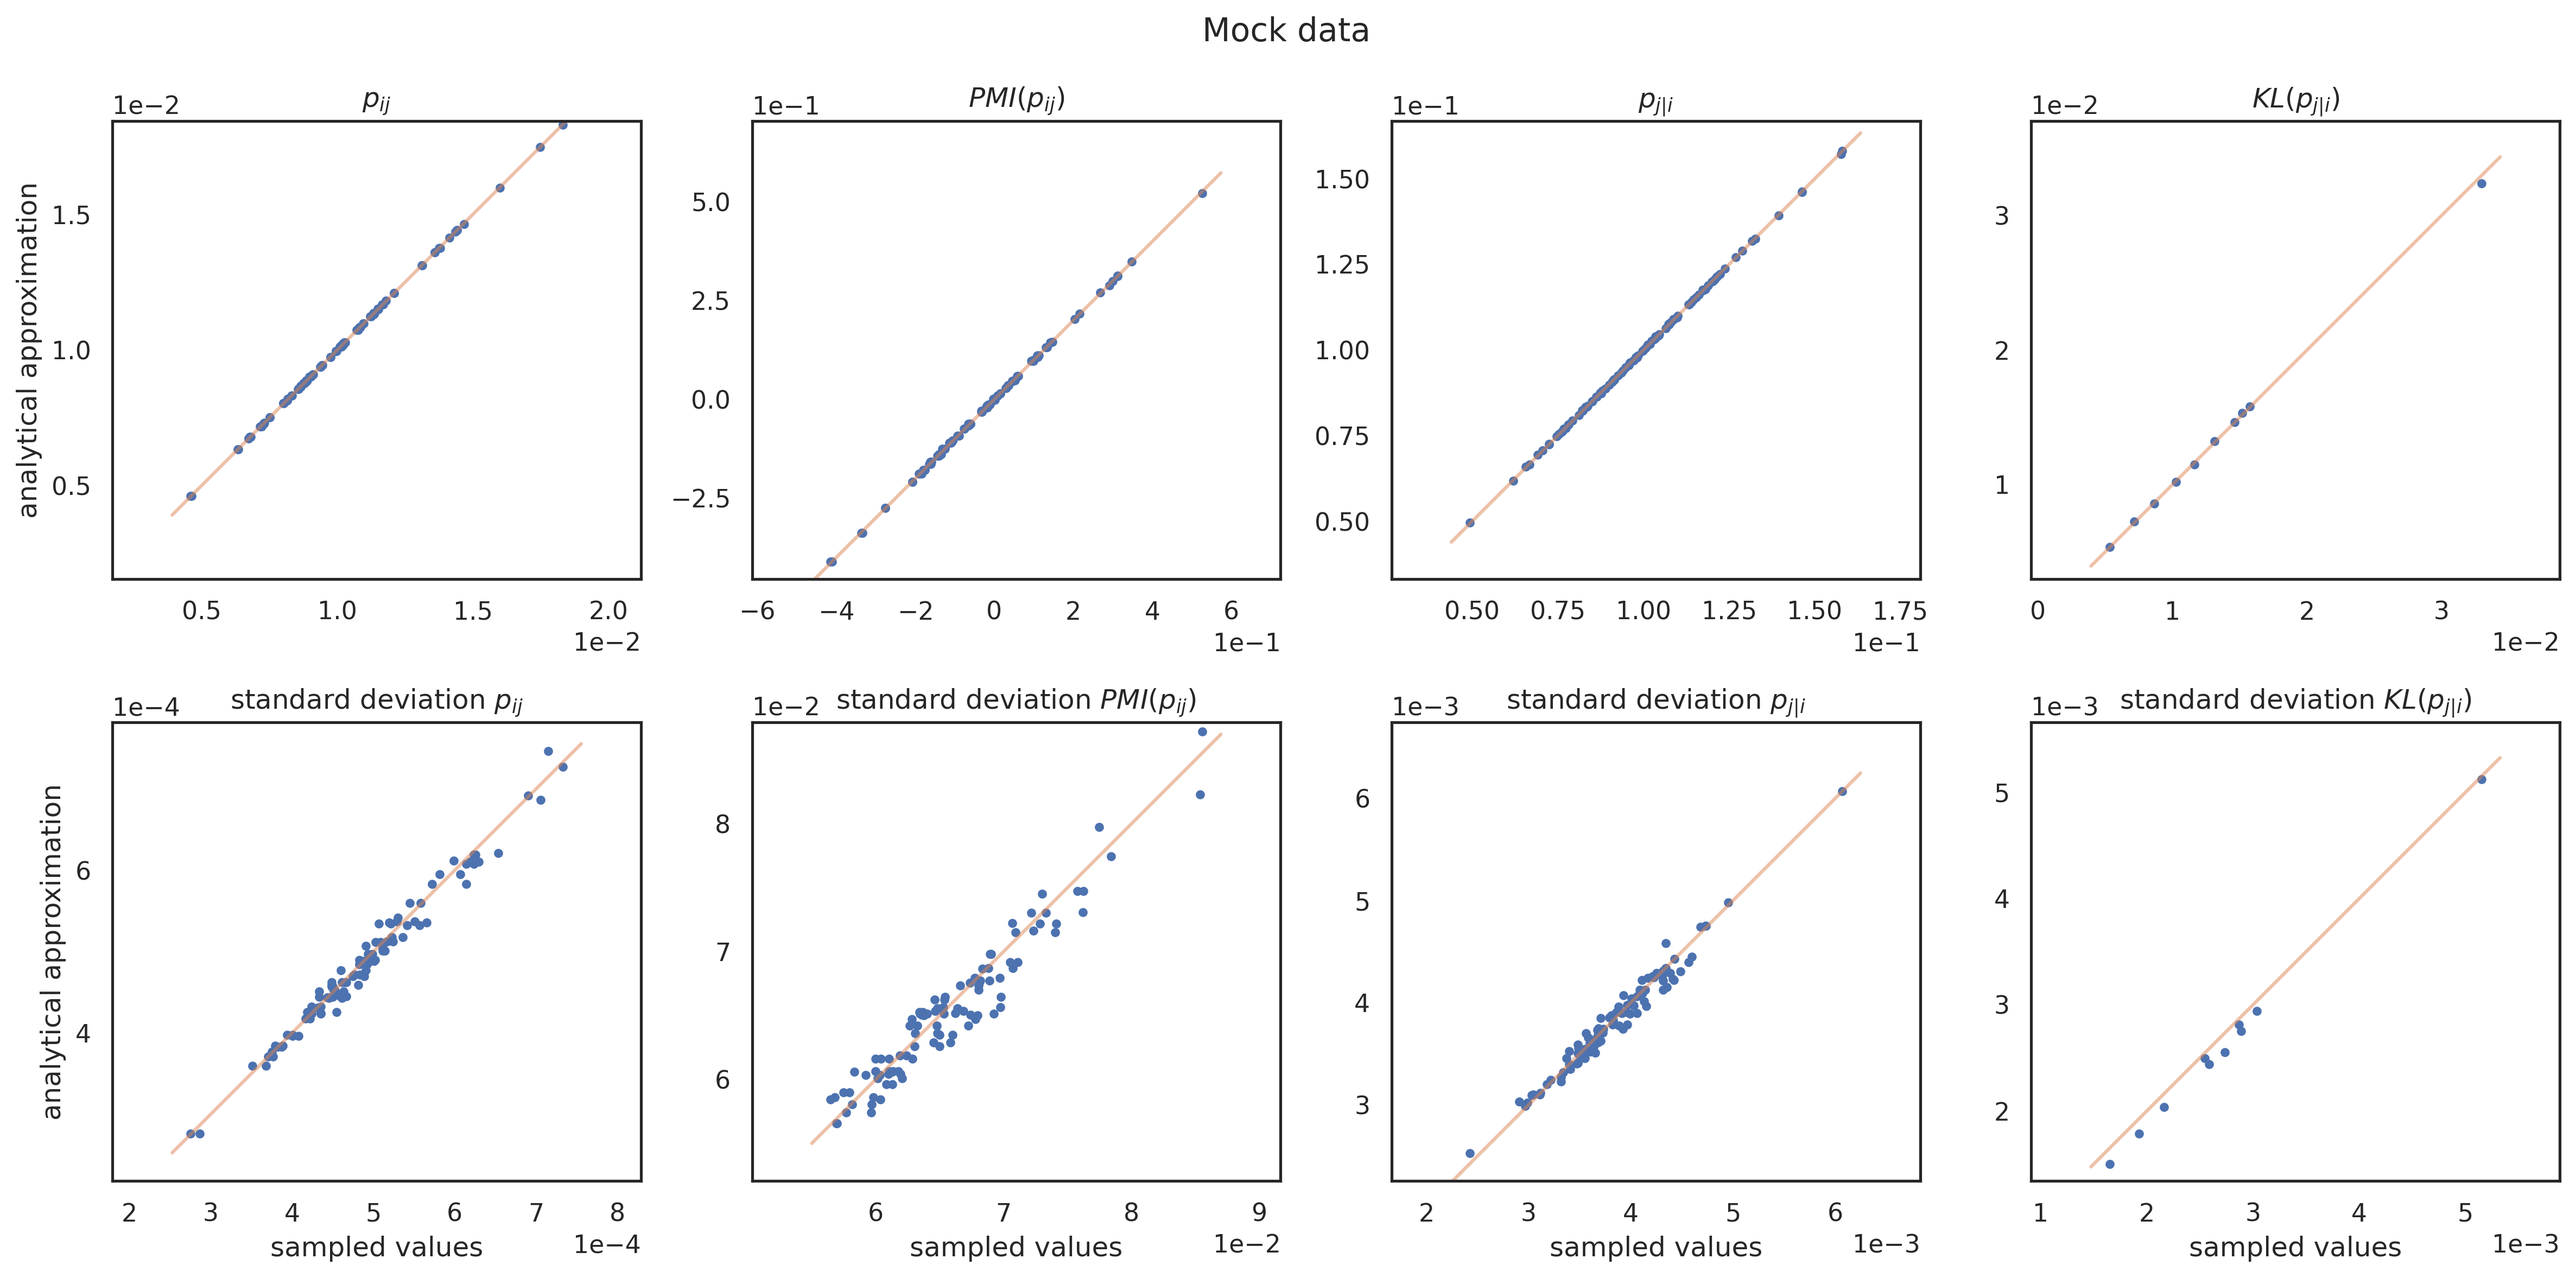 Mock data
1e−2 p_ij
1e−1 PMI(p_ij)
1e−1 p_j|i
1e−2 KL(p_j|i)
analytical approximation
1.5
1.0
0.5
0.5 1.0 1.5 2.0
1e−2
5.0
2.5
0.0
−2.5
−6 −4 −2 0 2 4 6
1e−1
1.50
1.25
1.00
0.75
0.50
0.50 0.75 1.00 1.25 1.50 1.75
1e−1
3
2
1
0 1 2 3
1e−2
1e−4 standard deviation p_ij
1e−2 standard deviation PMI(p_ij)
1e−3 standard deviation p_j|i
1e−3 standard deviation KL(p_j|i)
analytical approximation
6
4
2 3 4 5 6 7 8
sampled values 1e−4
8
7
6
6 7 8 9
sampled values 1e−2
6
5
4
3
2 3 4 5 6
sampled values 1e−3
5
4
3
2
1 2 3 4 5
sampled values 1e−3